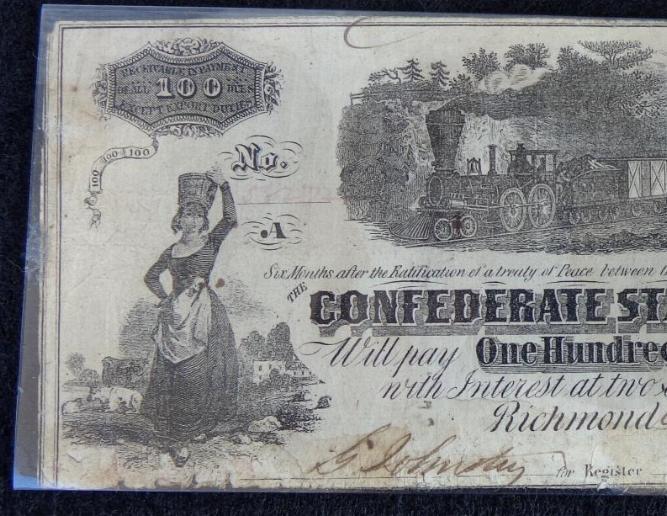 RECEIVABLE IN PAYMENT
OF ALL 100 DUES
EXCEPT EXPORT DUTIES
100 100 100
No.
.A
Six Months after the Ratification of a treaty of Peace between
THE
CONFEDERATE STA
Will pay One Hundred
with Interest at two
Richmond
for Register